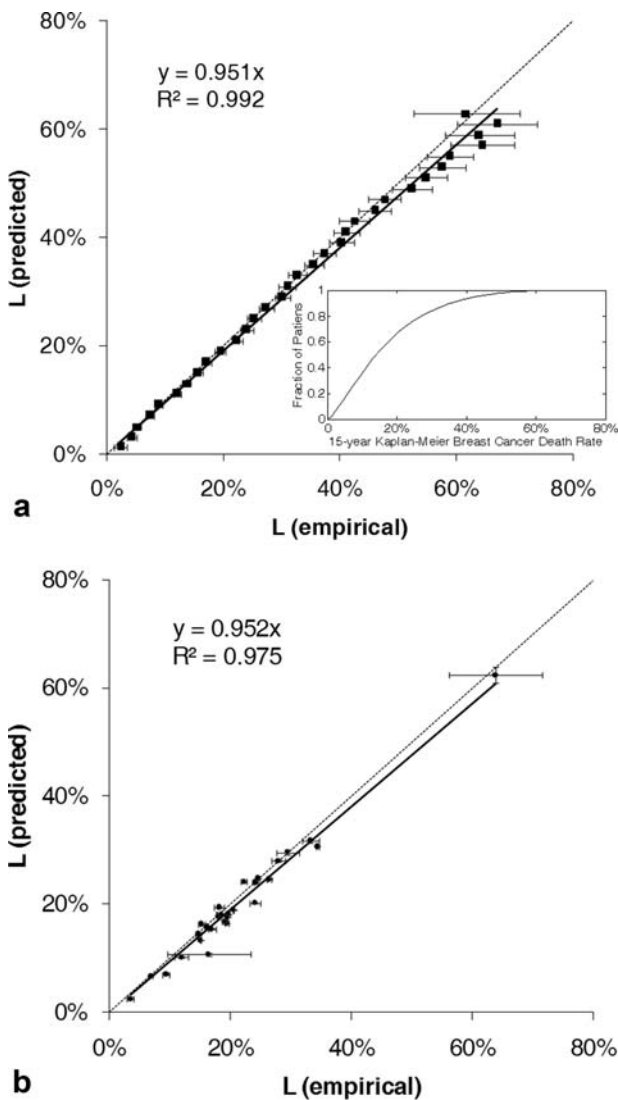 80%
60%
40%
20%
0%
L (predicted)
y = 0.951x
R² = 0.992
1
0.8
0.6
0.4
0.2
0
Fraction of Patiens
0 20% 40% 60% 80%
15-year Kaplan-Meier Breast Cancer Death Rate
0% 20% 40% 60% 80%
a
L (empirical)
80%
60%
40%
20%
0%
L (predicted)
y = 0.952x
R² = 0.975
0% 20% 40% 60% 80%
b
L (empirical)